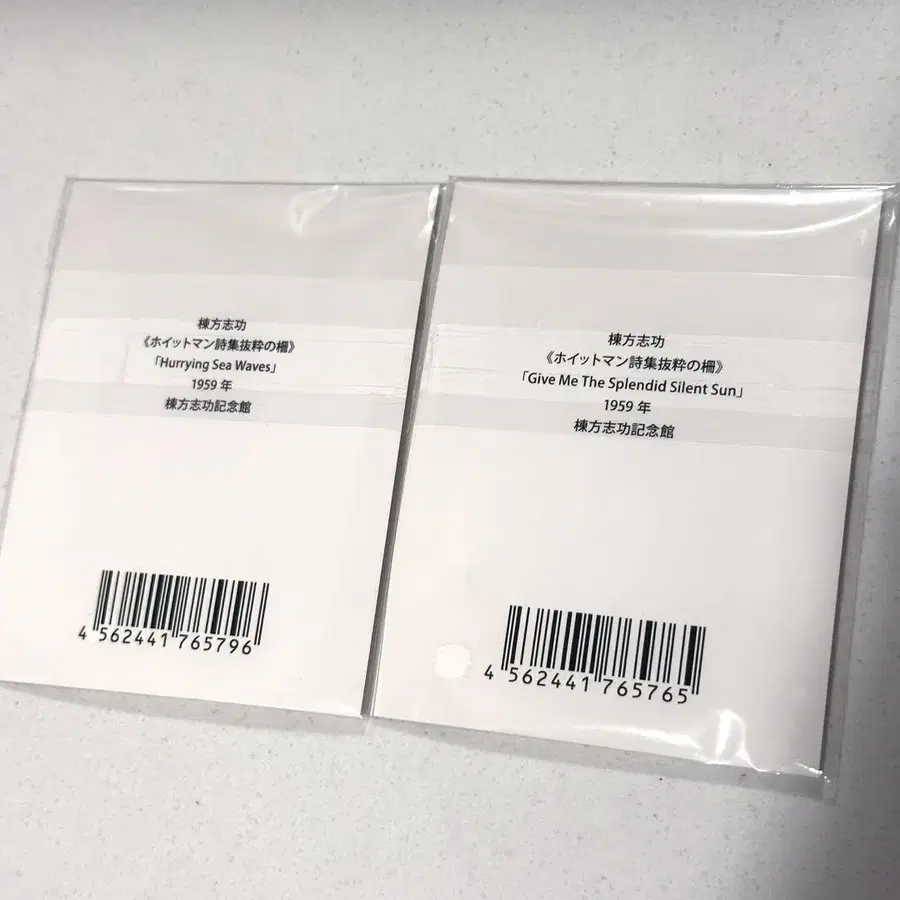 棟方志功
《ホイットマン詩集抜粋の柵》
「Hurrying Sea Waves」
1959 年
棟方志功記念館
4 562441 765796
棟方志功
《ホイットマン詩集抜粋の柵》
「Give Me The Splendid Silent Sun」
1959 年
棟方志功記念館
4 562441 765765